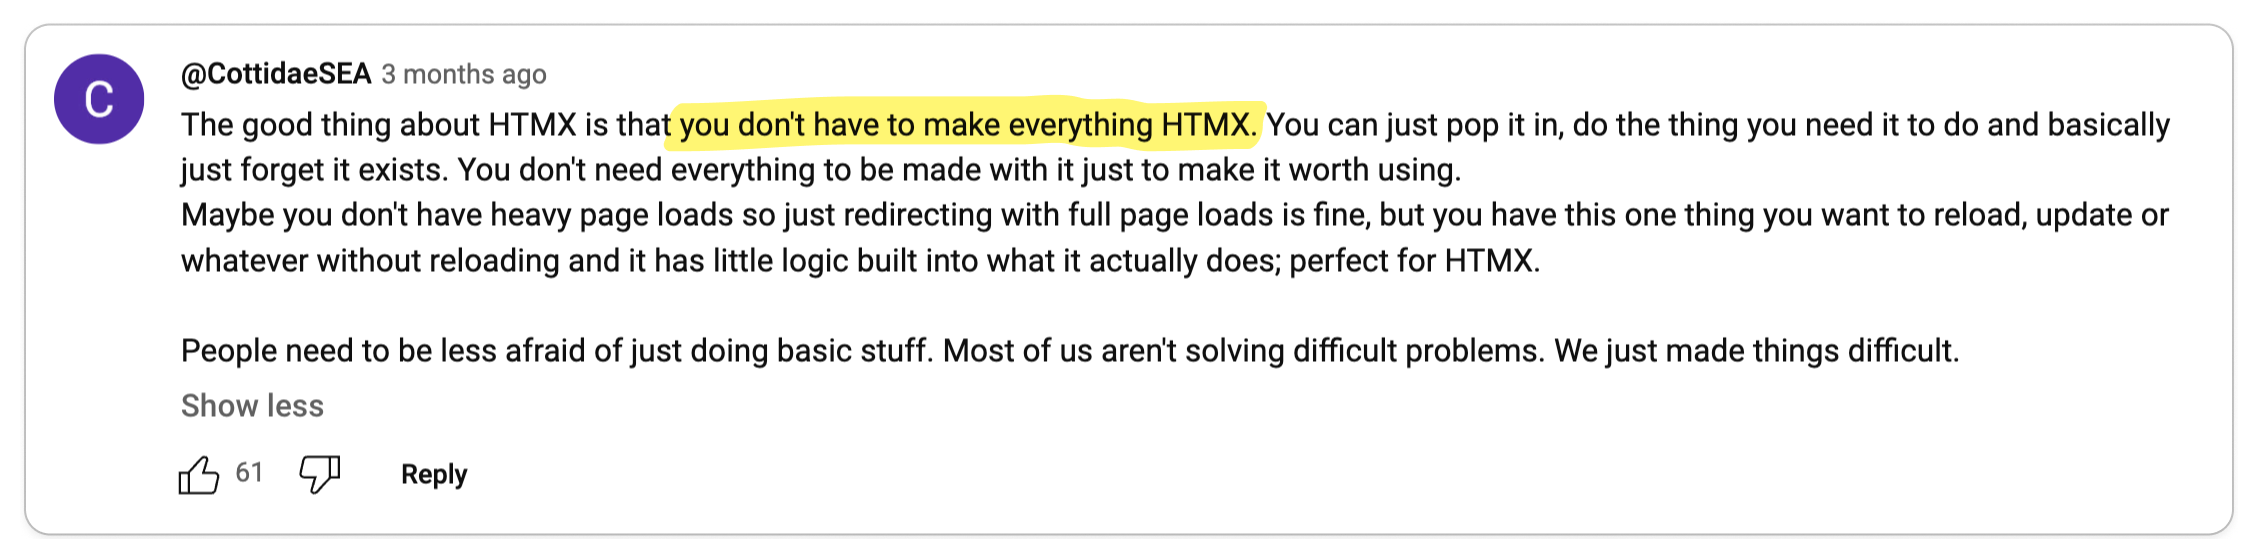 C
@CottidaeSEA 3 months ago
The good thing about HTMX is that you don't have to make everything HTMX. You can just pop it in, do the thing you need it to do and basically
just forget it exists. You don't need everything to be made with it just to make it worth using.
Maybe you don't have heavy page loads so just redirecting with full page loads is fine, but you have this one thing you want to reload, update or
whatever without reloading and it has little logic built into what it actually does; perfect for HTMX.
People need to be less afraid of just doing basic stuff. Most of us aren't solving difficult problems. We just made things difficult.
Show less
61 Reply